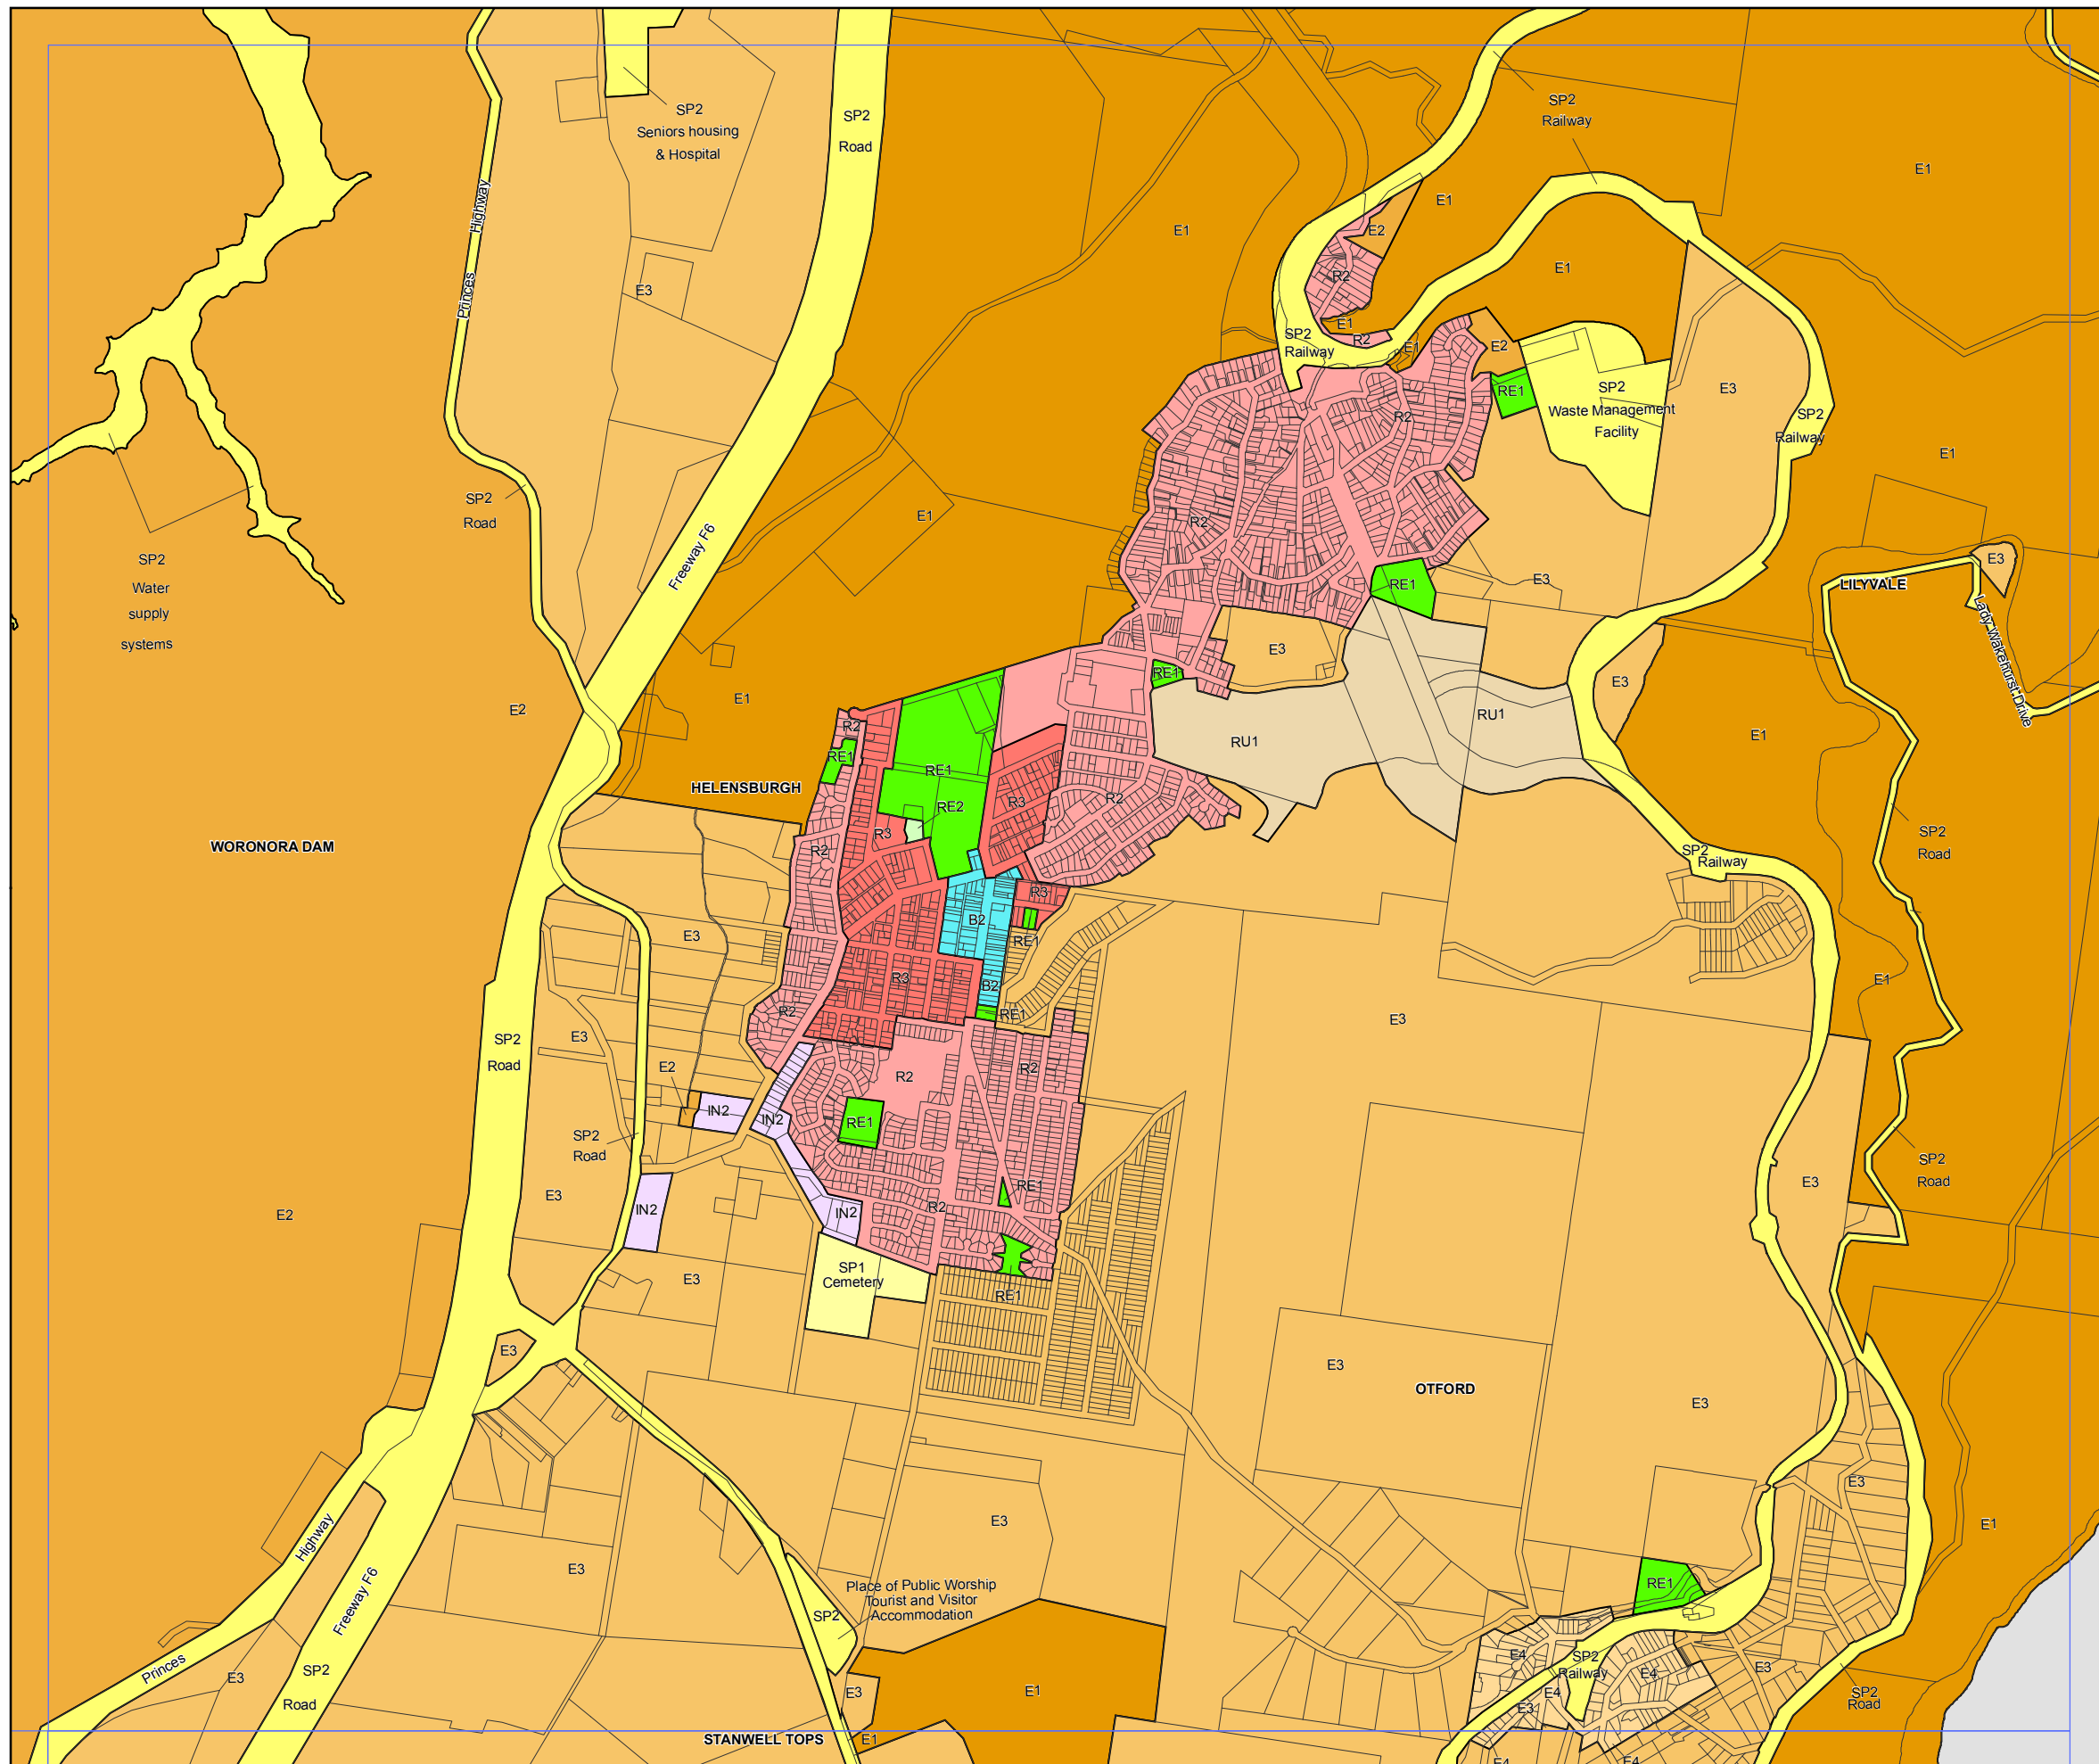 SP2
Seniors housing
& Hospital
SP2
Road
SP2
Railway
E1
E1
E1
E2
E1
Princes
Highway
E3
R2
E1
R2
E1
SP2
Railway
E2
RE1
SP2
Waste Management
Facility
E3
SP2
Railway
R2
E1
SP2
Road
E1
R2
Freeway F6
SP2
Water
supply
systems
RE1
E3
LILYVALE
E3
Lady Wakehurst Drive
E3
RE1
E3
E2
E1
R2
RU1
RU1
E1
RE1
RE1
HELENSBURGH
RE2
R3
R2
R3
R2
WORONORA DAM
SP2
Railway
SP2
Road
R3
B2
RE1
E3
R3
B2
R2
RE1
E3
E1
E3
SP2
Road
E2
R2
R2
IN2
IN2
RE1
SP2
Road
SP2
Road
E3
RE1
E3
IN2
IN2
R2
E2
SP1
Cemetery
E3
RE1
E3
E3
OTFORD
E3
E3
E3
E1
Highway
E3
Freeway F6
Place of Public Worship
Tourist and Visitor
Accommodation
SP2
RE1
Princes
E3
SP2
Road
E3
E1
E4
SP2
Railway
E4
E4
E3
E3
SP2
Road
STANWELL TOPS
E1
E4
E4